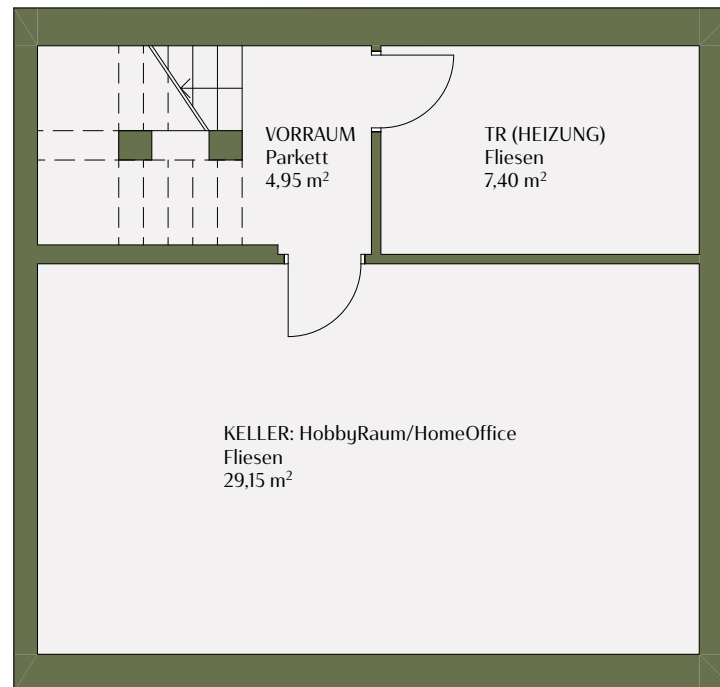 VORRAUM
Parkett
4,95 m²
TR (HEIZUNG)
Fliesen
7,40 m²
KELLER: HobbyRaum/HomeOffice
Fliesen
29,15 m²